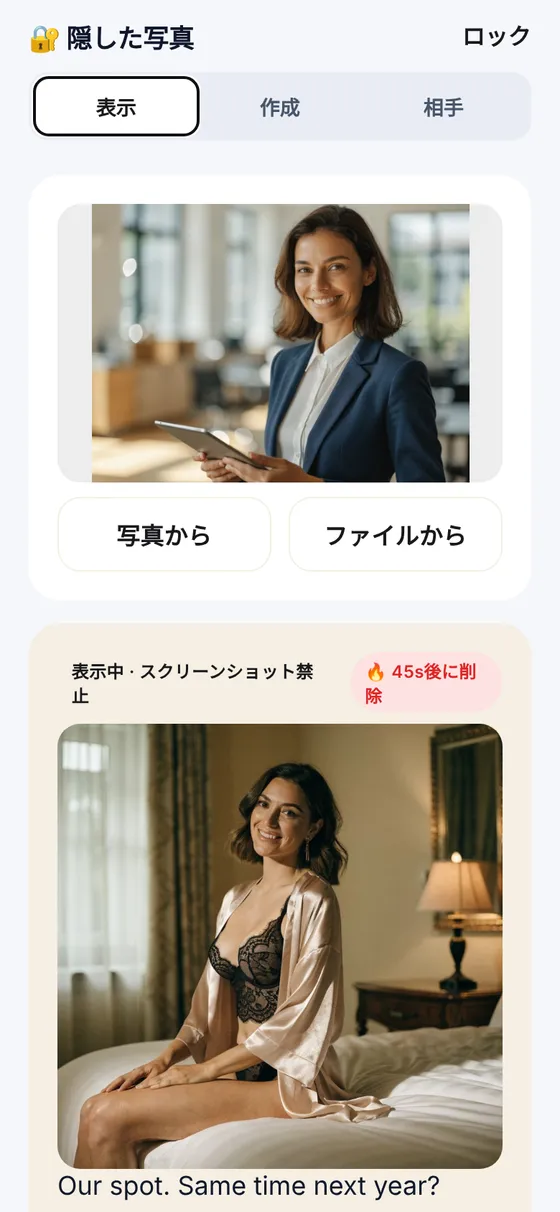 🔐 隠した写真
ロック
表示
作成
相手
写真から
ファイルから
表示中 · スクリーンショット禁
止
🔥 45s後に削
除
Our spot. Same time next year?